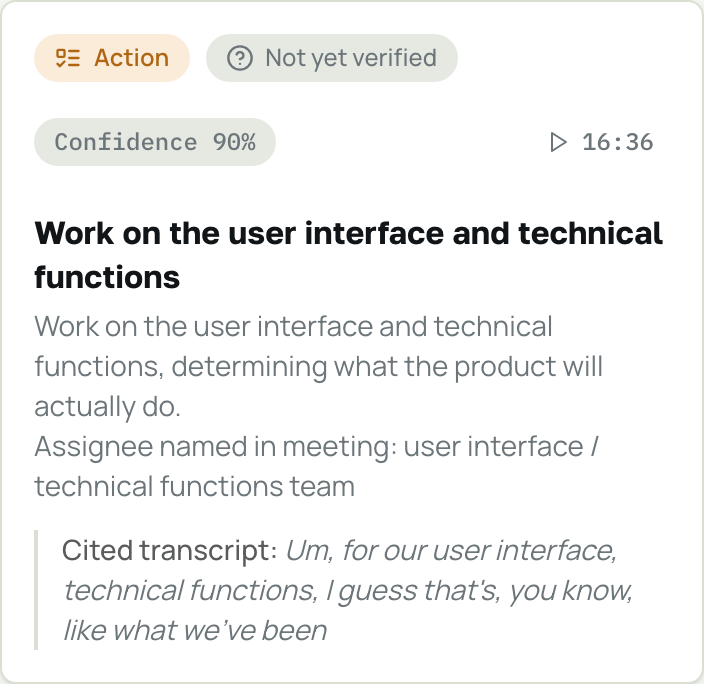 Action
Not yet verified
Confidence 90%
16:36
Work on the user interface and technical
functions
Work on the user interface and technical
functions, determining what the product will
actually do.
Assignee named in meeting: user interface /
technical functions team
Cited transcript: Um, for our user interface,
technical functions, I guess that's, you know,
like what we've been